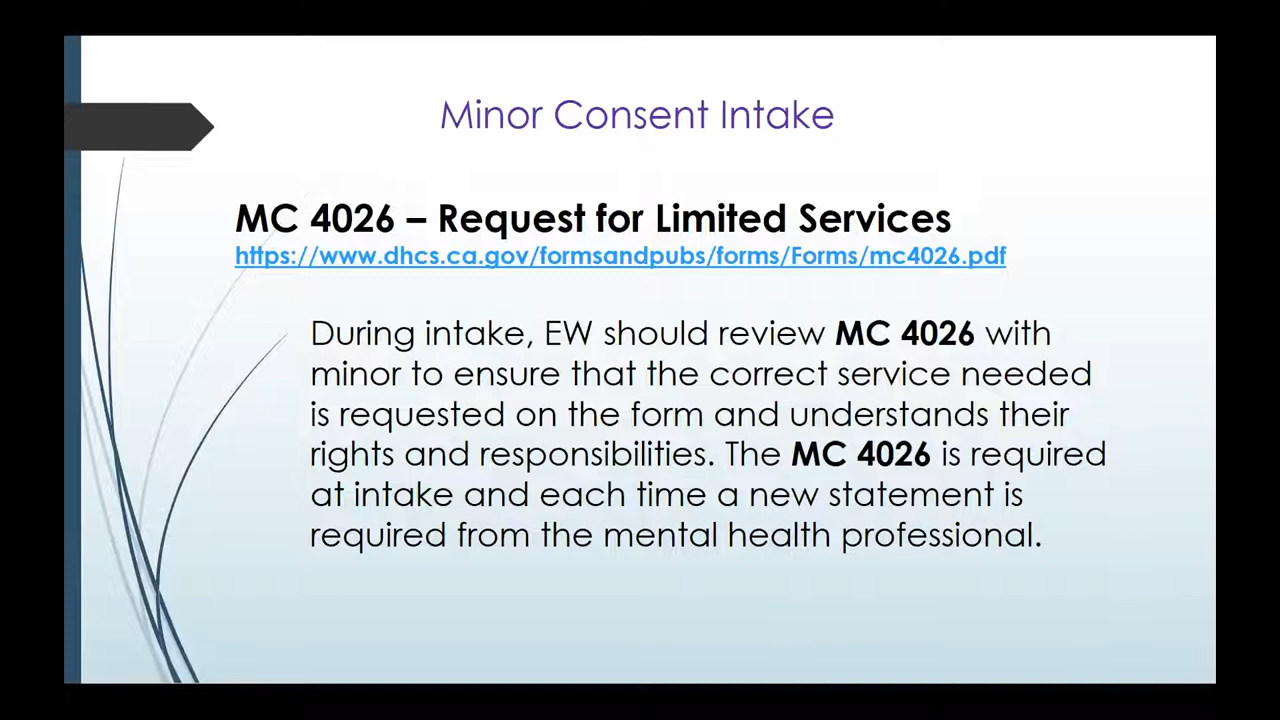 Minor Consent Intake
MC 4026 – Request for Limited Services
https://www.dhcs.ca.gov/formsandpubs/forms/Forms/mc4026.pdf
During intake, EW should review MC 4026 with
minor to ensure that the correct service needed
is requested on the form and understands their
rights and responsibilities. The MC 4026 is required
at intake and each time a new statement is
required from the mental health professional.